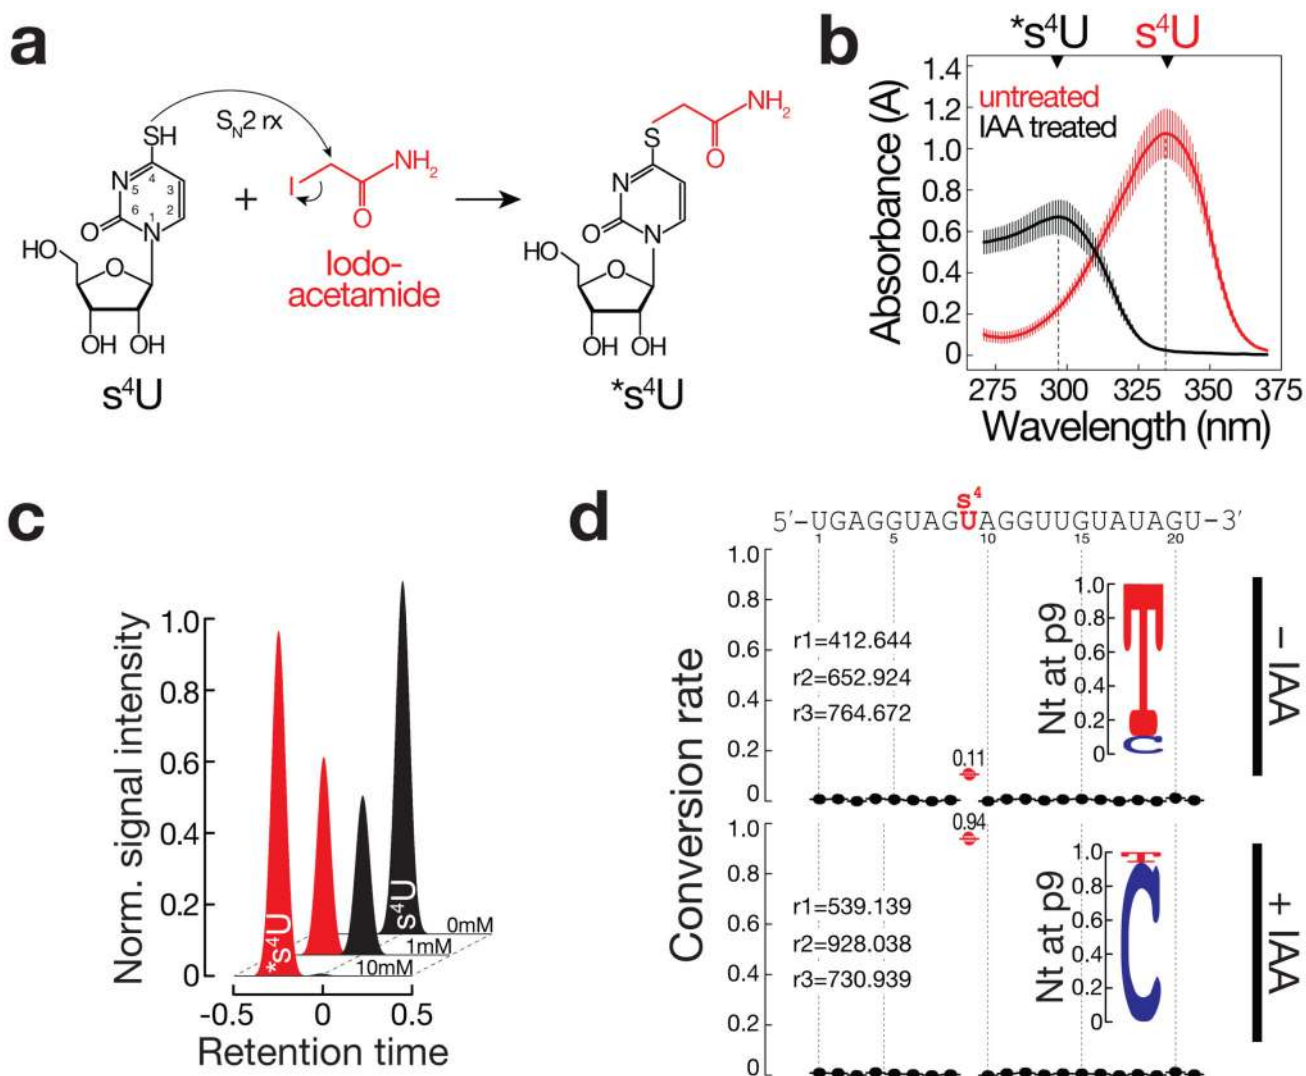 a
SH
S_N2 rx
N
5
4
3
6
1
2
O
N
HO
O
OH OH
s⁴U
+
I
NH₂
O
Iodo-
acetamide
S
NH₂
O
N
O
N
HO
O
OH OH
*s⁴U
b
*s⁴U s⁴U
untreated
IAA treated
Absorbance (A)
1.4
1.2
1.0
0.8
0.6
0.4
0.2
0
275 300 325 350 375
Wavelength (nm)
c
Norm. signal intensity
1.0
0.8
0.6
0.4
0.2
0
*s⁴U
s⁴U
0mM
1mM
10mM
-0.5 0 0.5
Retention time
d
s⁴
5′-UGAGGUAGUAGGUUGUAUAGU-3′
1 5 10 15 20
Conversion rate
1.0
0.8
0.6
0.4
0.2
0
r1=412.644
r2=652.924
r3=764.672
0.11
Nt at p9
1.0
0.8
0.6
0.4
0.2
0
T
C
– IAA
1.0
0.8
0.6
0.4
0.2
0
0.94
r1=539.139
r2=928.038
r3=730.939
Nt at p9
1.0
0.8
0.6
0.4
0.2
0
T
C
+ IAA